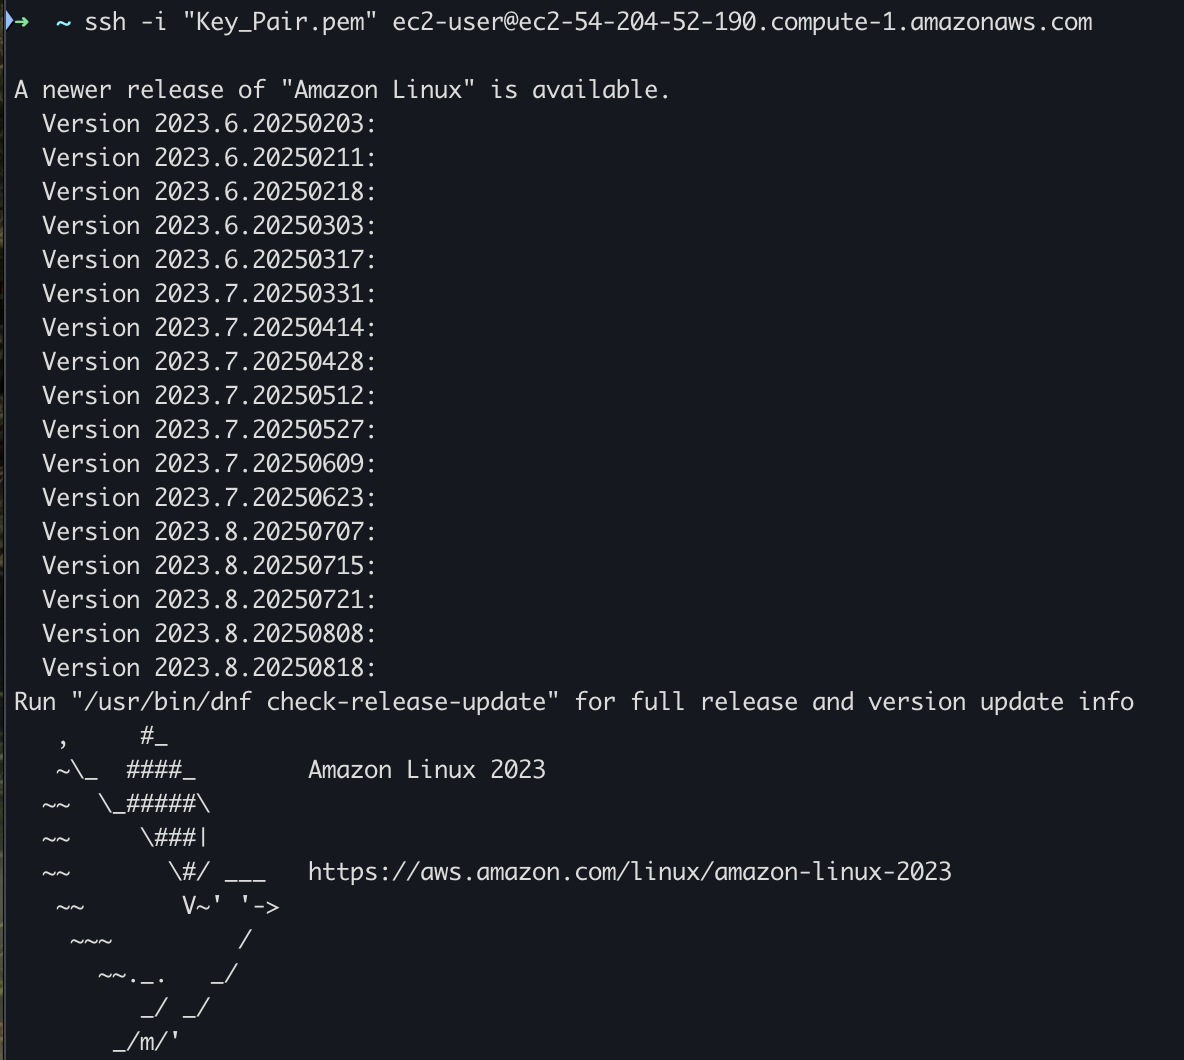 ➜  ~ ssh -i "Key_Pair.pem" ec2-user@ec2-54-204-52-190.compute-1.amazonaws.com

A newer release of "Amazon Linux" is available.
  Version 2023.6.20250203:
  Version 2023.6.20250211:
  Version 2023.6.20250218:
  Version 2023.6.20250303:
  Version 2023.6.20250317:
  Version 2023.7.20250331:
  Version 2023.7.20250414:
  Version 2023.7.20250428:
  Version 2023.7.20250512:
  Version 2023.7.20250527:
  Version 2023.7.20250609:
  Version 2023.7.20250623:
  Version 2023.8.20250707:
  Version 2023.8.20250715:
  Version 2023.8.20250721:
  Version 2023.8.20250808:
  Version 2023.8.20250818:
Run "/usr/bin/dnf check-release-update" for full release and version update info
   ,     #_
   ~\_  ####_        Amazon Linux 2023
  ~~  \_#####\
  ~~     \###|
  ~~       \#/ ___   https://aws.amazon.com/linux/amazon-linux-2023
   ~~       V~' '->
    ~~~         /
      ~~._.   _/
         _/ _/
       _/m/'